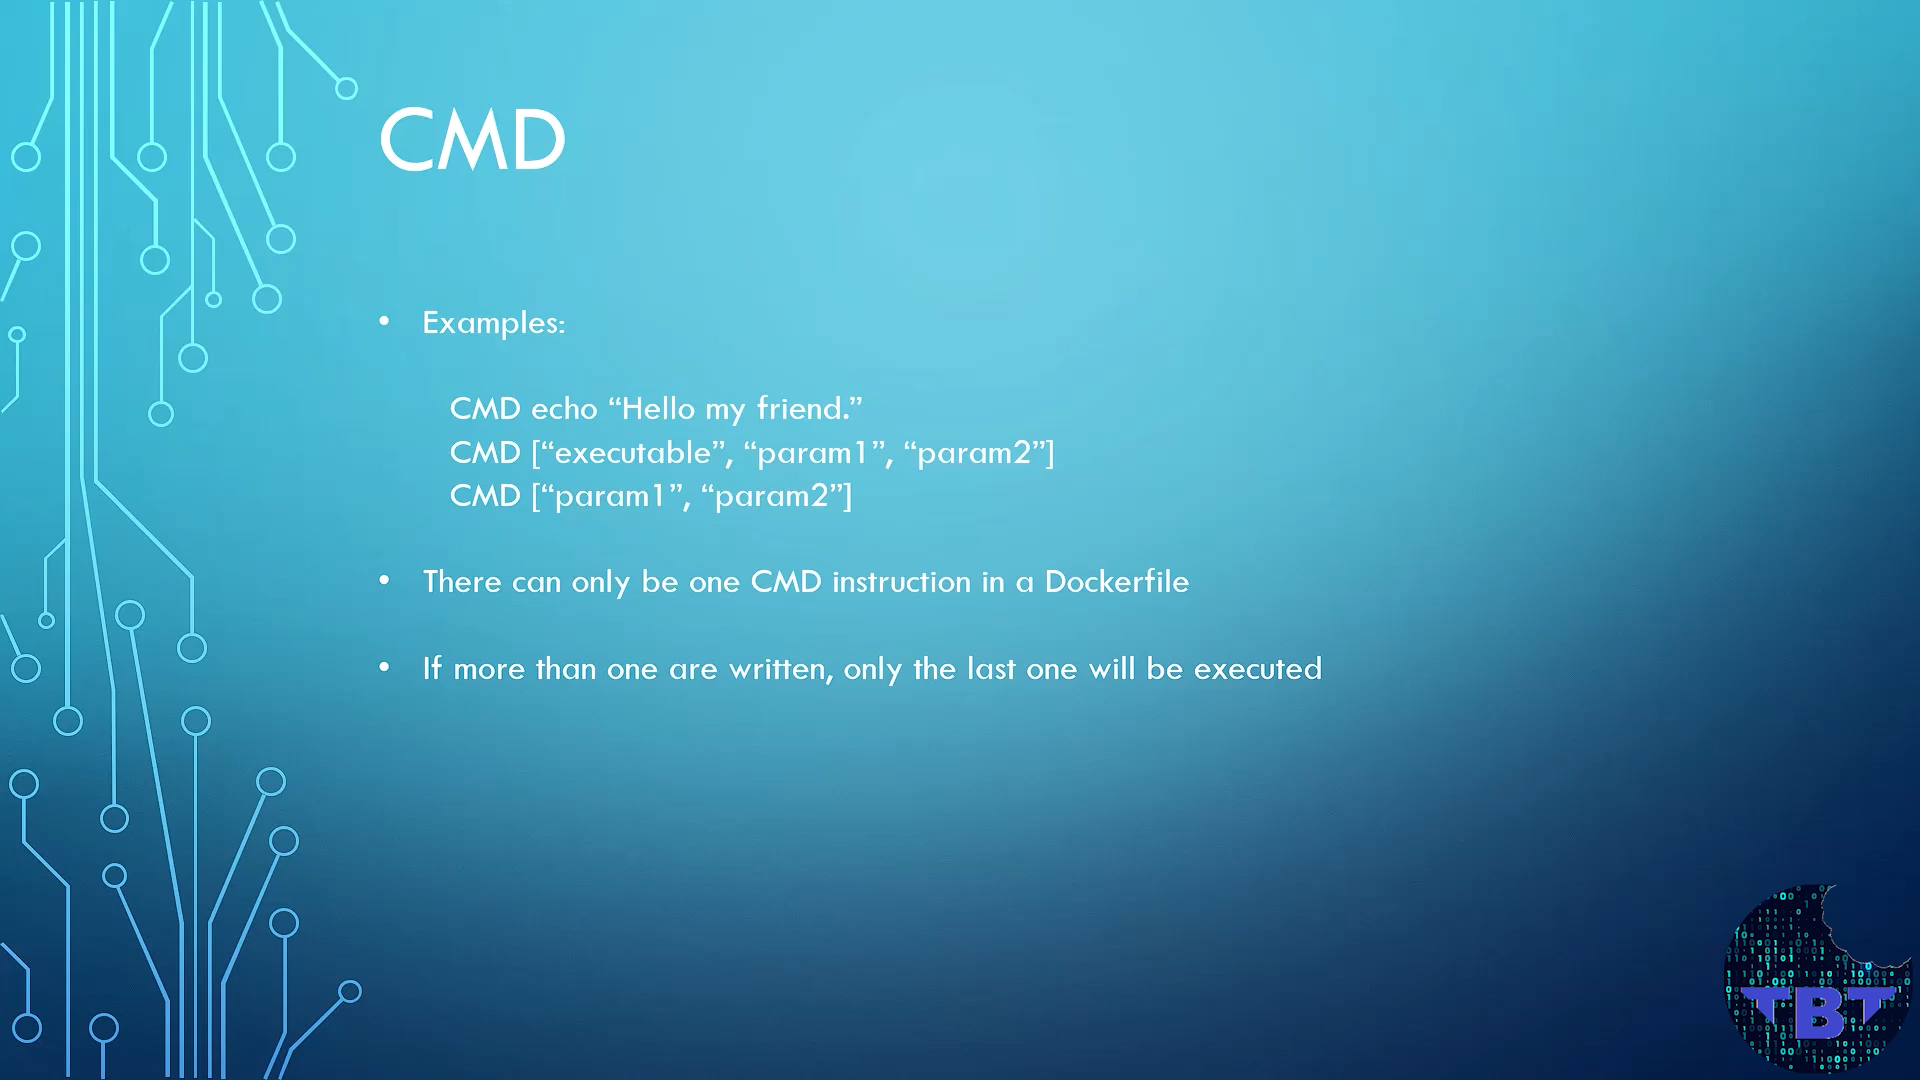 CMD
• Examples:
CMD echo “Hello my friend.”
CMD [“executable”, “param1”, “param2”]
CMD [“param1”, “param2”]
• There can only be one CMD instruction in a Dockerfile
• If more than one are written, only the last one will be executed
TBT